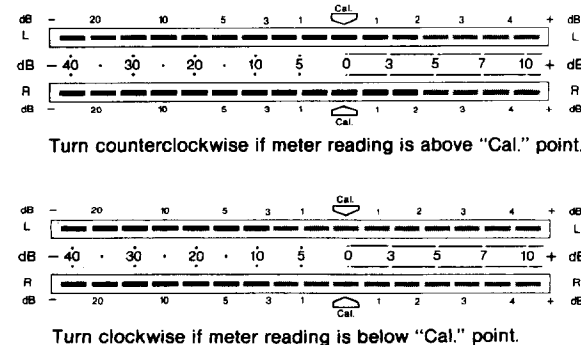 Cal.
dB - 20 10 5 3 1 1 2 3 4 + dB
L L
dB - 40 · 30 · 20 · 10 · 5 · 0 3 5 7 10 + dB
R R
dB - 20 10 5 3 1 1 2 3 4 + dB
Cal.
Turn counterclockwise if meter reading is above "Cal." point.
Cal.
dB - 20 10 5 3 1 1 2 3 4 + dB
L L
dB - 40 · 30 · 20 · 10 · 5 · 0 3 5 7 10 + dB
R R
dB - 20 10 5 3 1 1 2 3 4 + dB
Cal.
Turn clockwise if meter reading is below "Cal." point.